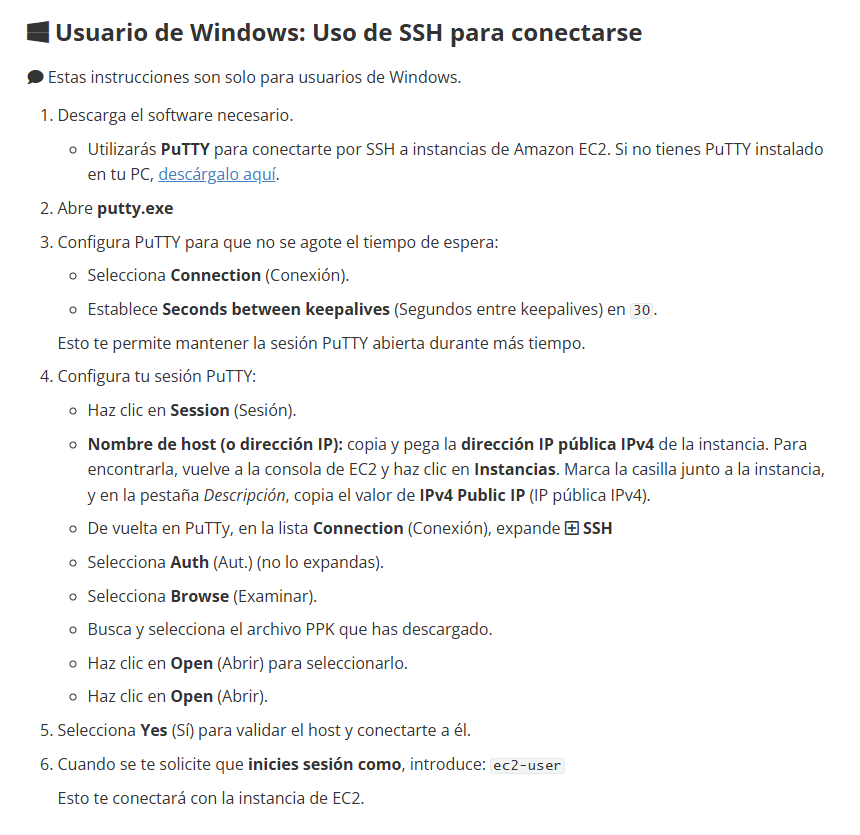 Usuario de Windows: Uso de SSH para conectarse
Estas instrucciones son solo para usuarios de Windows.
1. Descarga el software necesario.
Utilizarás PuTTY para conectarte por SSH a instancias de Amazon EC2. Si no tienes PuTTY instalado
en tu PC, descárgalo aquí.
2. Abre putty.exe
3. Configura PuTTY para que no se agote el tiempo de espera:
Selecciona Connection (Conexión).
Establece Seconds between keepalives (Segundos entre keepalives) en 30.
Esto te permite mantener la sesión PuTTY abierta durante más tiempo.
4. Configura tu sesión PuTTY:
Haz clic en Session (Sesión).
Nombre de host (o dirección IP): copia y pega la dirección IP pública IPv4 de la instancia. Para
encontrarla, vuelve a la consola de EC2 y haz clic en Instancias. Marca la casilla junto a la instancia,
y en la pestaña Descripción, copia el valor de IPv4 Public IP (IP pública IPv4).
De vuelta en PuTTy, en la lista Connection (Conexión), expande SSH
Selecciona Auth (Aut.) (no lo expandas).
Selecciona Browse (Examinar).
Busca y selecciona el archivo PPK que has descargado.
Haz clic en Open (Abrir) para seleccionarlo.
Haz clic en Open (Abrir).
5. Selecciona Yes (Sí) para validar el host y conectarte a él.
6. Cuando se te solicite que inicies sesión como, introduce: ec2-user
Esto te conectará con la instancia de EC2.